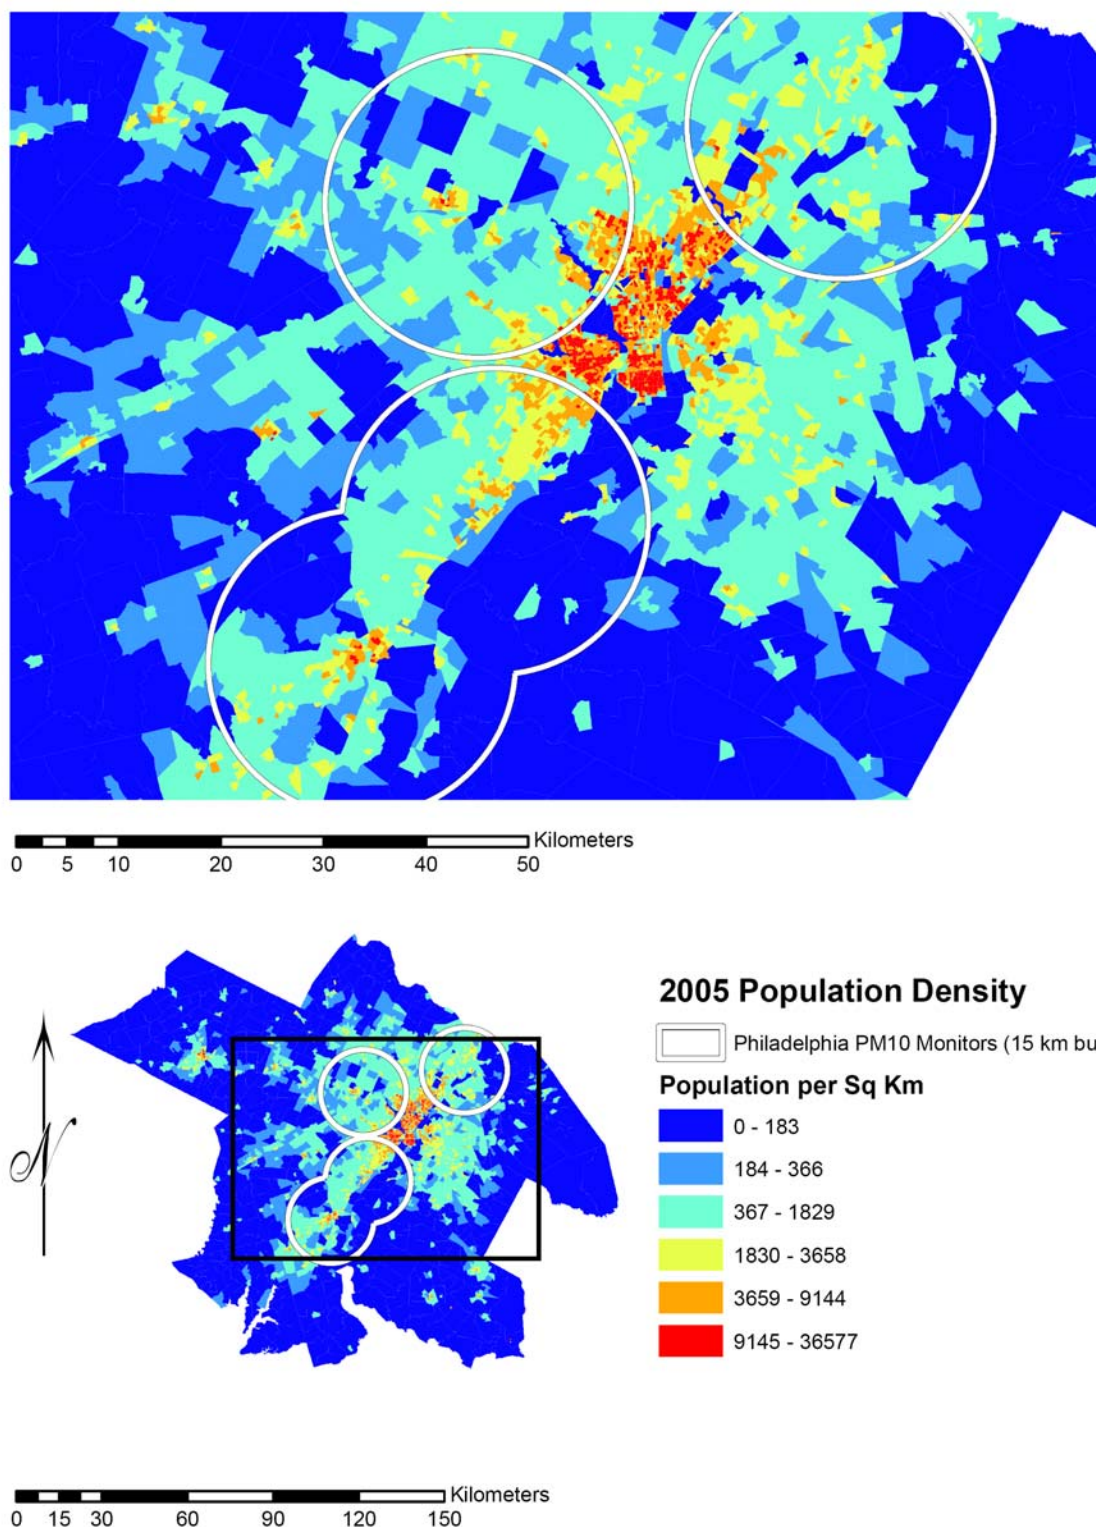 Kilometers
0 5 10 20 30 40 50
2005 Population Density
Philadelphia PM10 Monitors (15 km bu
Population per Sq Km
0 - 183
184 - 366
367 - 1829
1830 - 3658
3659 - 9144
9145 - 36577
N
Kilometers
0 15 30 60 90 120 150